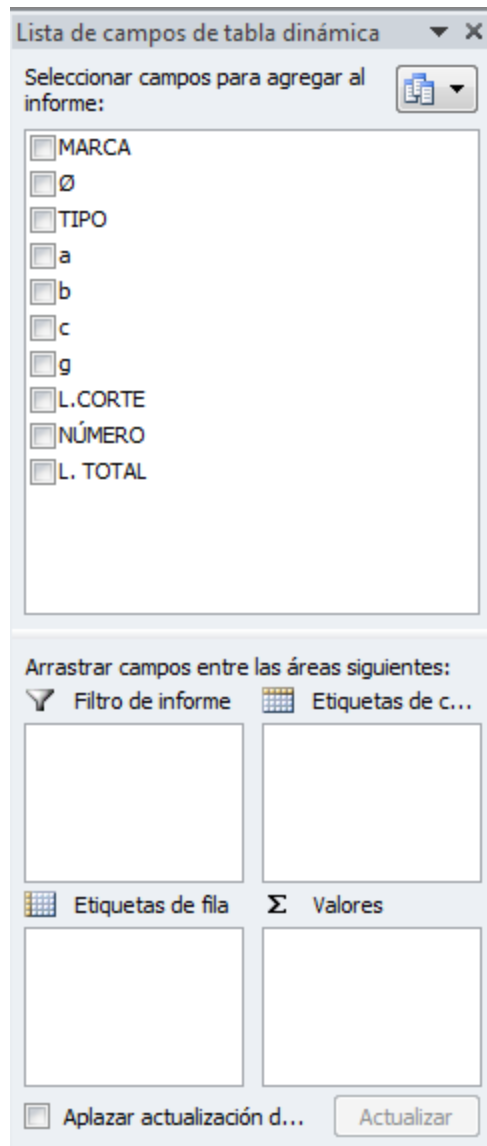 Lista de campos de tabla dinámica
Seleccionar campos para agregar al
informe:
MARCA
Ø
TIPO
a
b
c
g
L.CORTE
NÚMERO
L. TOTAL
Arrastrar campos entre las áreas siguientes:
Filtro de informe
Etiquetas de c...
Etiquetas de fila
Σ Valores
Aplazar actualización d...
Actualizar